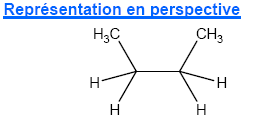 Représentation en perspective
H₃C CH₃
H H
H H